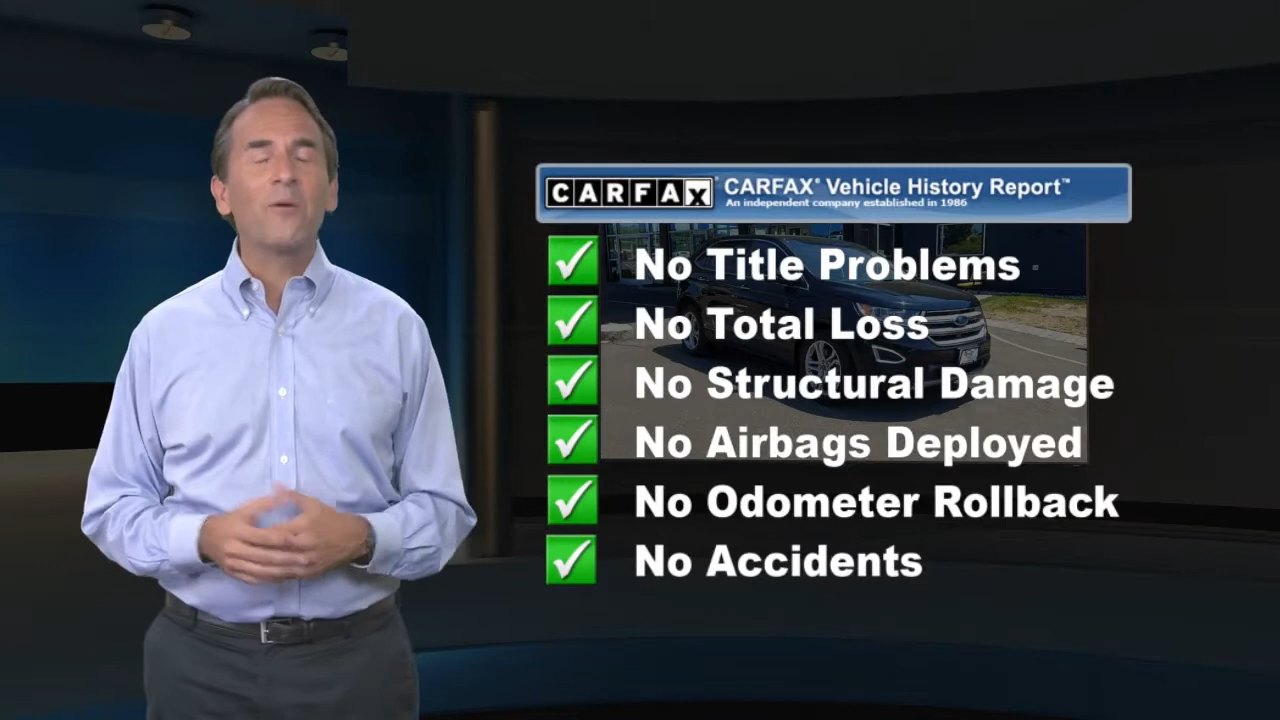 CARFAX® CARFAX® Vehicle History Report™
An independent company established in 1986
No Title Problems
No Total Loss
No Structural Damage
No Airbags Deployed
No Odometer Rollback
No Accidents